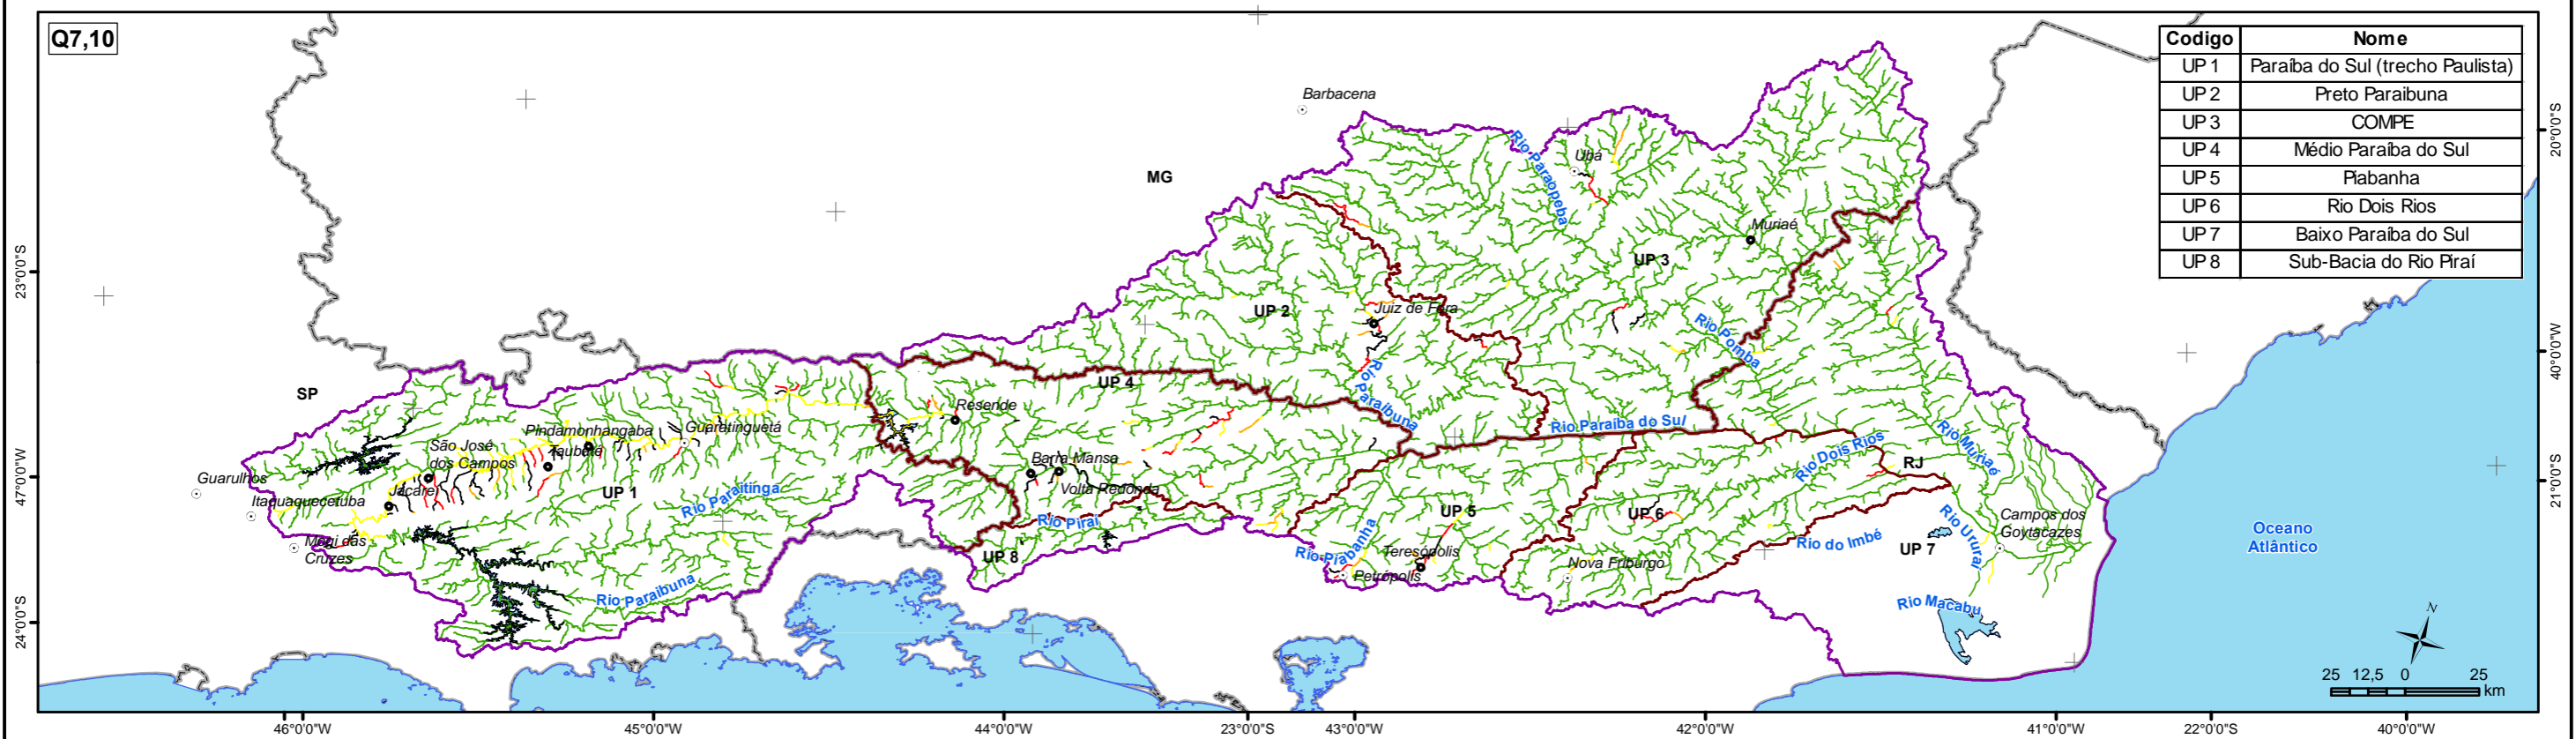 Q7,10
Codigo Nome
UP 1 Paraíba do Sul (trecho Paulista)
UP 2 Preto Paraibuna
UP 3 COMPE
UP 4 Médio Paraíba do Sul
UP 5 Piabanha
UP 6 Rio Dois Rios
UP 7 Baixo Paraíba do Sul
UP 8 Sub-Bacia do Rio Piraí
Barbacena
MG
Rio Paraopeba
Ubá
Muriaé
UP 3
UP 2
Juiz de Fora
Rio Pomba
Rio Paraibuna
UP 4
SP
Resende
Rio Paraíba do Sul
Pindamonhangaba
Guaratinguetá
São José
dos Campos
Taubaté
Barra Mansa
Volta Redonda
Guarulhos
Jacareí
Itaquaquecetuba
UP 1
Rio Paraitinga
Rio Piraí
Mogi das
Cruzes
UP 8
Rio Paraibuna
Rio Piabanha
UP 5
Teresópolis
Petrópolis
UP 6
Nova Friburgo
Rio Dois Rios
RJ
Rio Muriaé
Rio do Imbé
UP 7
Rio Ururaí
Campos dos
Goytacazes
Rio Macabu
Oceano
Atlântico
N
25 12,5 0 25
km
23°0'0"S
47°0'0"W
24°0'0"S
20°0'0"S
40°0'0"W
21°0'0"S
46°0'0"W 45°0'0"W 44°0'0"W 23°0'0"S 43°0'0"W 42°0'0"W 41°0'0"W 22°0'0"S 40°0'0"W